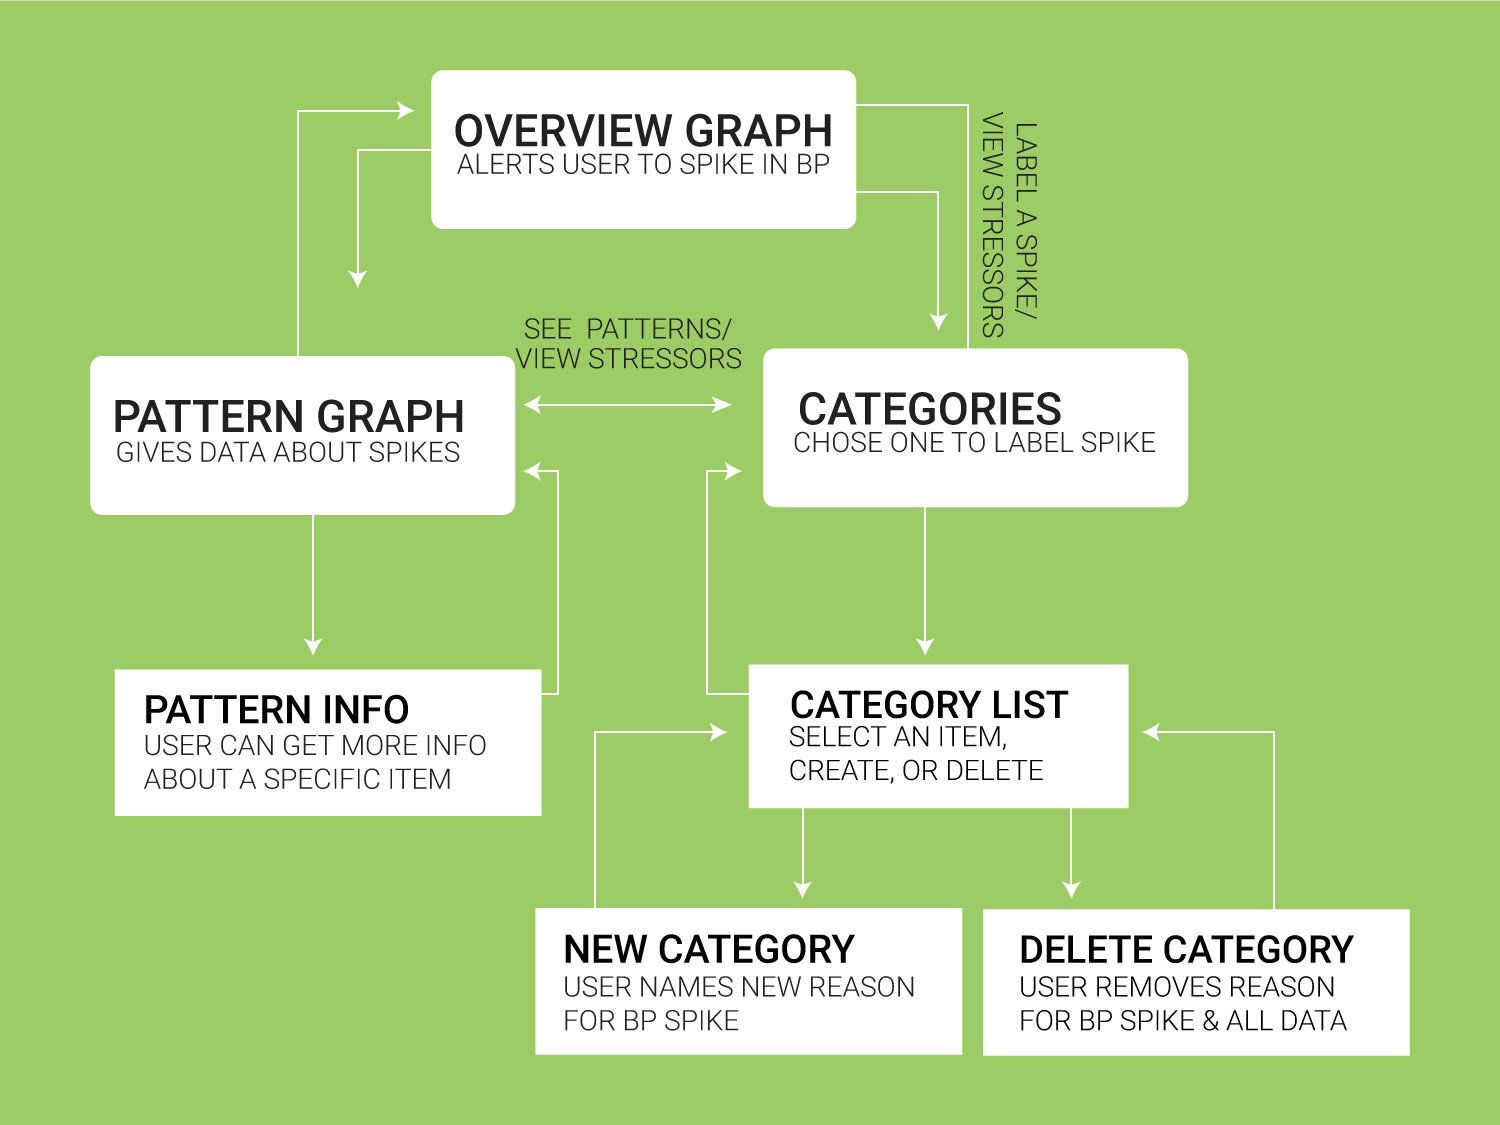 OVERVIEW GRAPH
ALERTS USER TO SPIKE IN BP
LABEL A SPIKE/
VIEW STRESSORS
SEE PATTERNS/
VIEW STRESSORS
PATTERN GRAPH
GIVES DATA ABOUT SPIKES
CATEGORIES
CHOSE ONE TO LABEL SPIKE
PATTERN INFO
USER CAN GET MORE INFO
ABOUT A SPECIFIC ITEM
CATEGORY LIST
SELECT AN ITEM,
CREATE, OR DELETE
NEW CATEGORY
USER NAMES NEW REASON
FOR BP SPIKE
DELETE CATEGORY
USER REMOVES REASON
FOR BP SPIKE & ALL DATA